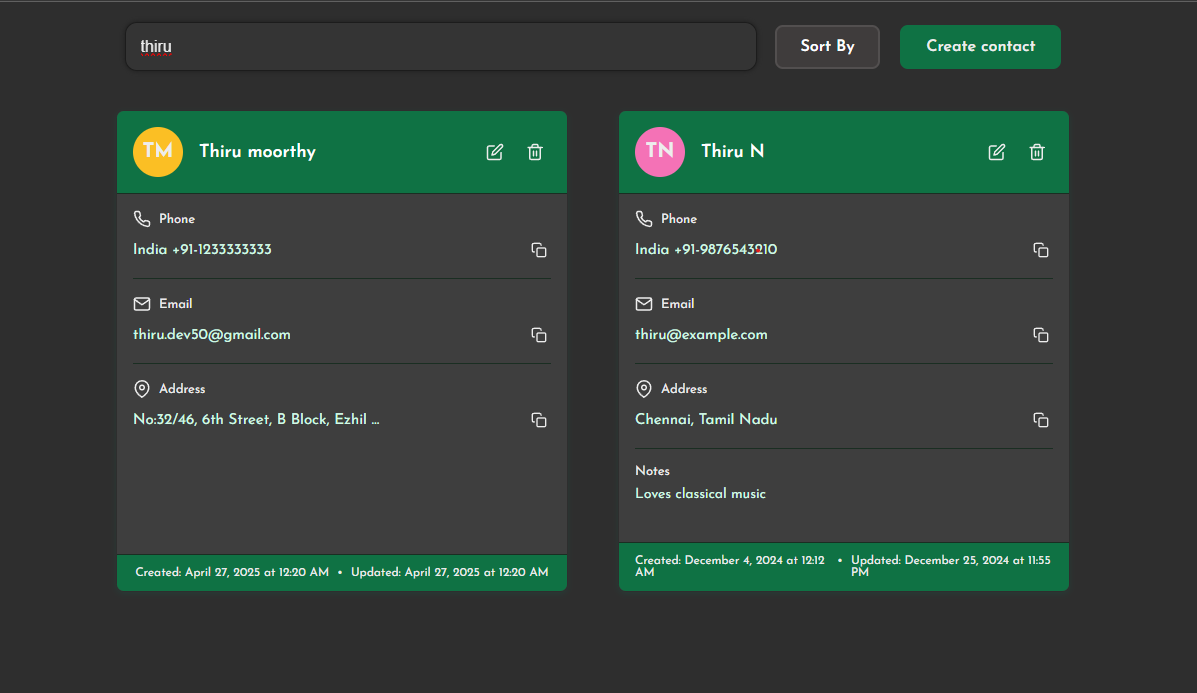 thiru
Sort By
Create contact
TM
Thiru moorthy
Phone
India +91-1233333333
Email
thiru.dev50@gmail.com
Address
No:32/46, 6th Street, B Block, Ezhil ...
Created: April 27, 2025 at 12:20 AM • Updated: April 27, 2025 at 12:20 AM
TN
Thiru N
Phone
India +91-9876543210
Email
thiru@example.com
Address
Chennai, Tamil Nadu
Notes
Loves classical music
Created: December 4, 2024 at 12:12
AM
• Updated: December 25, 2024 at 11:55
PM